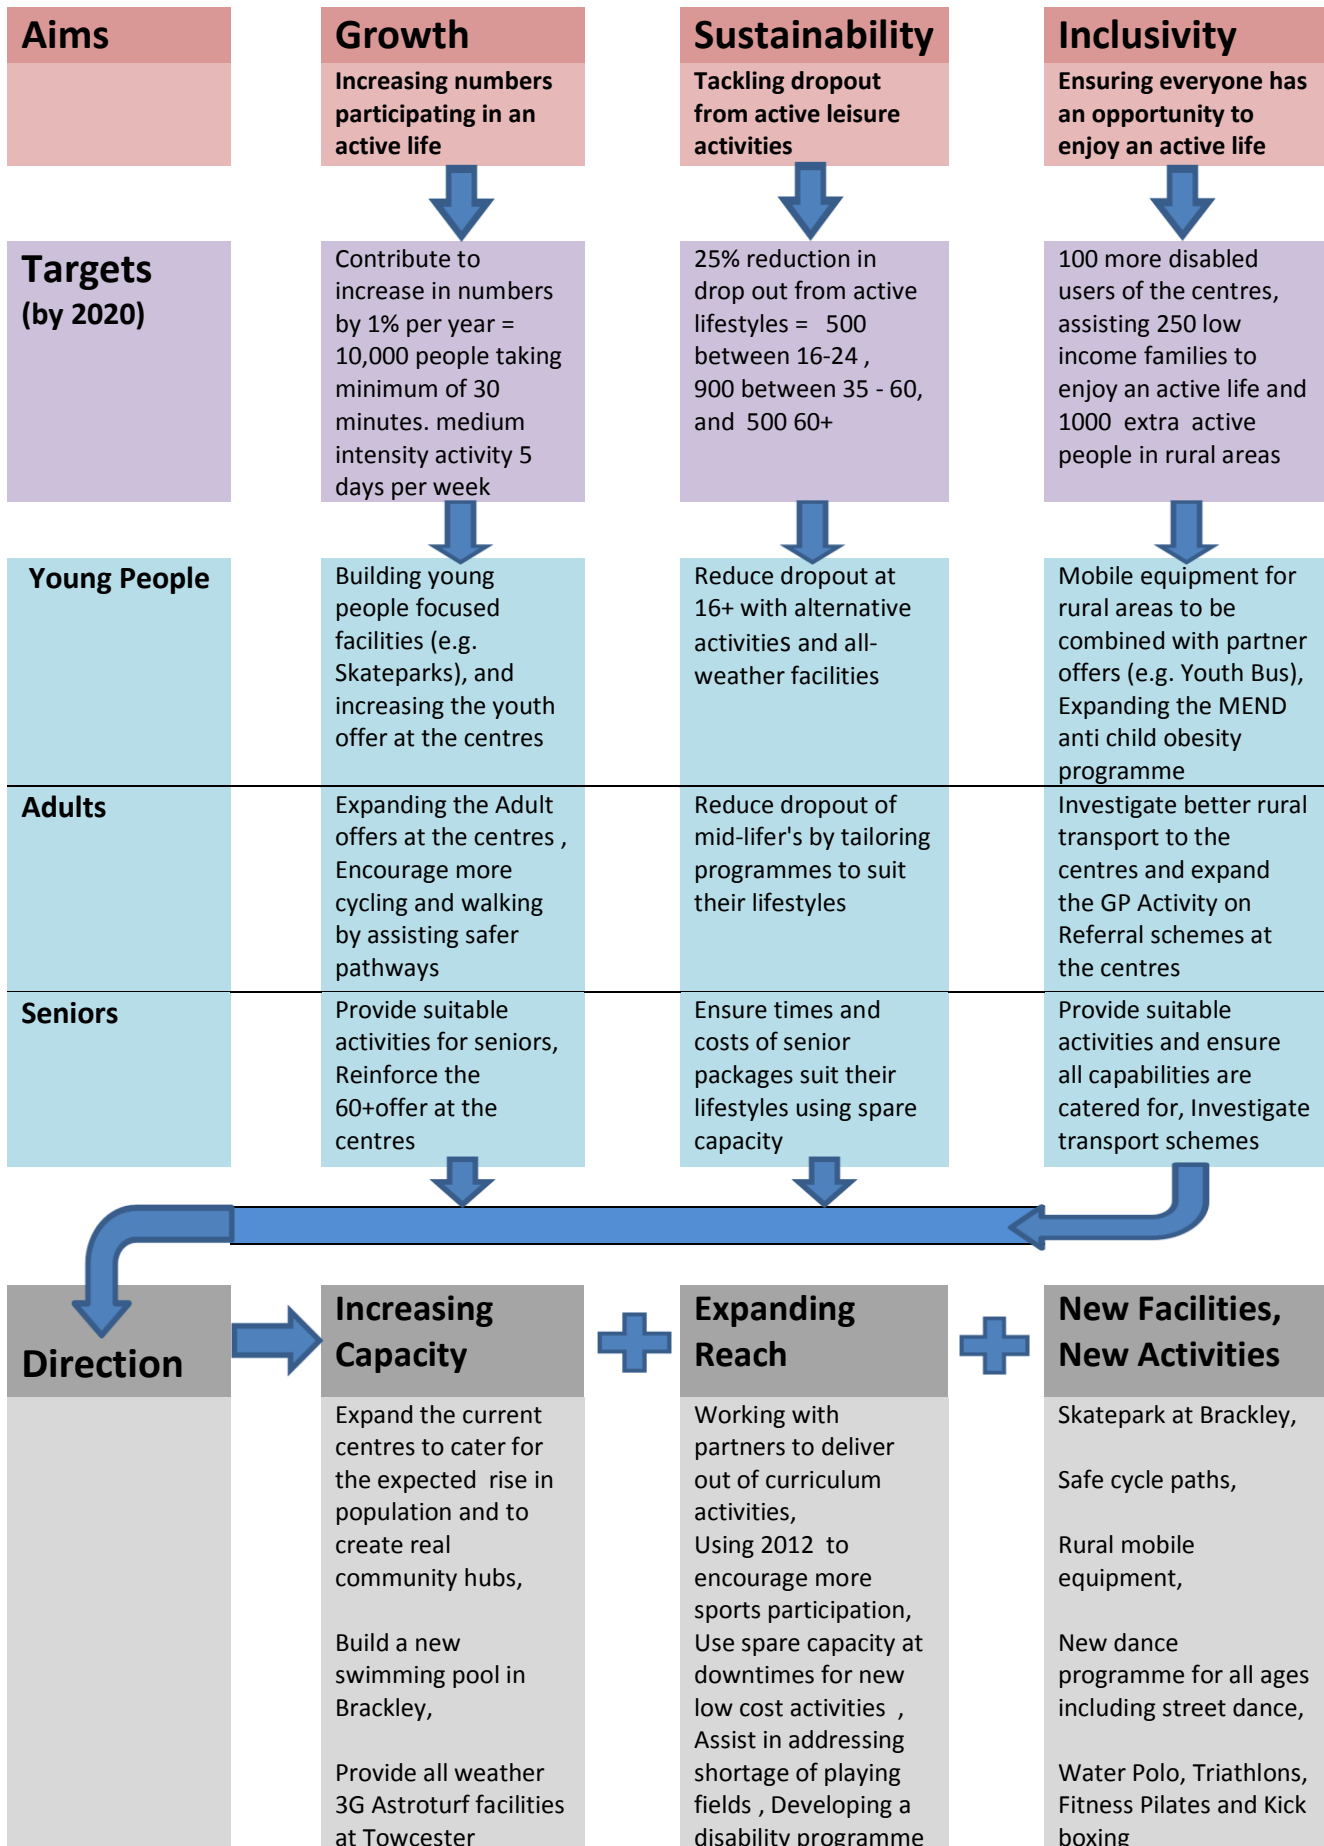 Aims
Growth
Increasing numbers
participating in an
active life
Sustainability
Tackling dropout
from active leisure
activities
Inclusivity
Ensuring everyone has
an opportunity to
enjoy an active life
Targets
(by 2020)
Contribute to
increase in numbers
by 1% per year =
10,000 people taking
minimum of 30
minutes. medium
intensity activity 5
days per week
25% reduction in
drop out from active
lifestyles =   500
between 16-24 ,
900 between 35 - 60,
and  500 60+
100 more disabled
users of the centres,
assisting 250 low
income families to
enjoy an active life and
1000  extra  active
people in rural areas
Young People
Building young
people focused
facilities (e.g.
Skateparks), and
increasing the youth
offer at the centres
Reduce dropout at
16+ with alternative
activities and all-
weather facilities
Mobile equipment for
rural areas to be
combined with partner
offers (e.g. Youth Bus),
Expanding the MEND
anti child obesity
programme
Adults
Expanding the Adult
offers at the centres ,
Encourage more
cycling and walking
by assisting safer
pathways
Reduce dropout of
mid-lifer's by tailoring
programmes to suit
their lifestyles
Investigate better rural
transport to the
centres and expand
the GP Activity on
Referral schemes at
the centres
Seniors
Provide suitable
activities for seniors,
Reinforce the
60+offer at the
centres
Ensure times and
costs of senior
packages suit their
lifestyles using spare
capacity
Provide suitable
activities and ensure
all capabilities are
catered for, Investigate
transport schemes
Direction
Increasing
Capacity
Expanding
Reach
New Facilities,
New Activities
Expand the current
centres to cater for
the expected  rise in
population and to
create real
community hubs,
Build a new
swimming pool in
Brackley,
Provide all weather
3G Astroturf facilities
at Towcester
Working with
partners to deliver
out of curriculum
activities,
Using 2012  to
encourage more
sports participation,
Use spare capacity at
downtimes for new
low cost activities  ,
Assist in addressing
shortage of playing
fields , Developing a
disability programme
Skatepark at Brackley,
Safe cycle paths,
Rural mobile
equipment,
New dance
programme for all ages
including street dance,
Water Polo, Triathlons,
Fitness Pilates and Kick
boxing